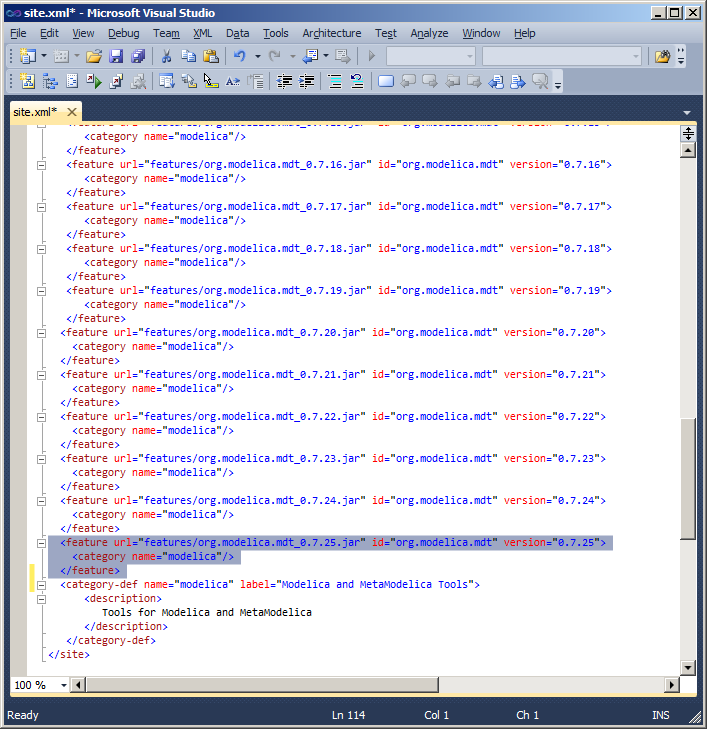 site.xml* - Microsoft Visual Studio
File Edit View Debug Team XML Data Tools Architecture Test Analyze Window Help
site.xml*
<category name="modelica"/>
</feature>
<feature url="features/org.modelica.mdt_0.7.16.jar" id="org.modelica.mdt" version="0.7.16">
<category name="modelica"/>
</feature>
<feature url="features/org.modelica.mdt_0.7.17.jar" id="org.modelica.mdt" version="0.7.17">
<category name="modelica"/>
</feature>
<feature url="features/org.modelica.mdt_0.7.18.jar" id="org.modelica.mdt" version="0.7.18">
<category name="modelica"/>
</feature>
<feature url="features/org.modelica.mdt_0.7.19.jar" id="org.modelica.mdt" version="0.7.19">
<category name="modelica"/>
</feature>
<feature url="features/org.modelica.mdt_0.7.20.jar" id="org.modelica.mdt" version="0.7.20">
<category name="modelica"/>
</feature>
<feature url="features/org.modelica.mdt_0.7.21.jar" id="org.modelica.mdt" version="0.7.21">
<category name="modelica"/>
</feature>
<feature url="features/org.modelica.mdt_0.7.22.jar" id="org.modelica.mdt" version="0.7.22">
<category name="modelica"/>
</feature>
<feature url="features/org.modelica.mdt_0.7.23.jar" id="org.modelica.mdt" version="0.7.23">
<category name="modelica"/>
</feature>
<feature url="features/org.modelica.mdt_0.7.24.jar" id="org.modelica.mdt" version="0.7.24">
<category name="modelica"/>
</feature>
<feature url="features/org.modelica.mdt_0.7.25.jar" id="org.modelica.mdt" version="0.7.25">
<category name="modelica"/>
</feature>
<category-def name="modelica" label="Modelica and MetaModelica Tools">
<description>
Tools for Modelica and MetaModelica
</description>
</category-def>
</site>
100 %
Ready Ln 114 Col 1 Ch 1 INS